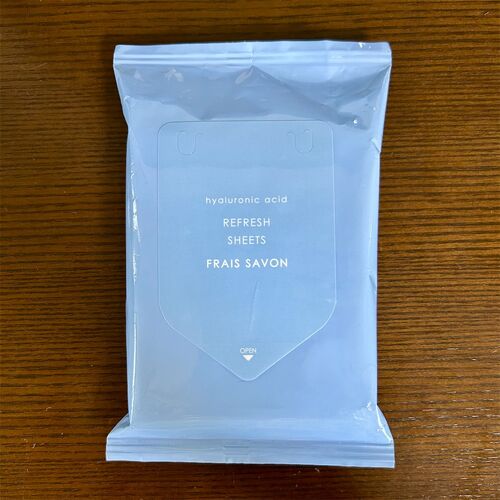 hyaluronic acid
REFRESH
SHEETS
FRAIS SAVON
OPEN